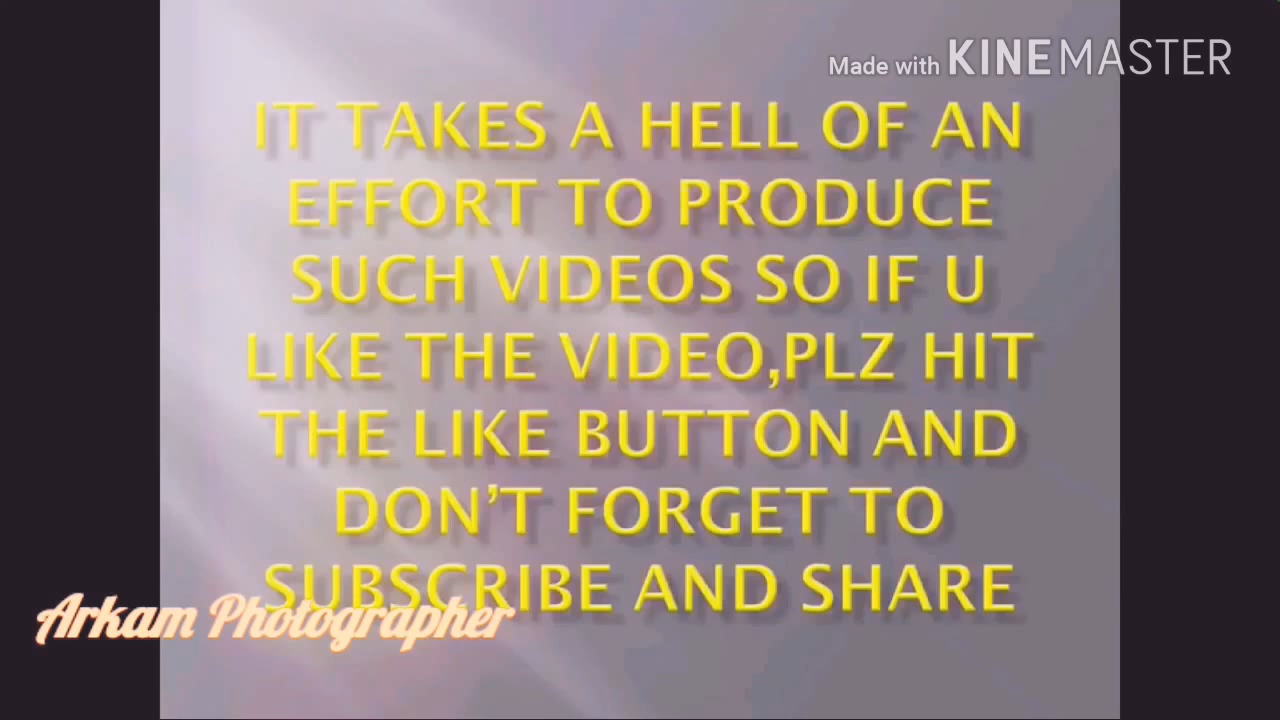 Made with KINEMASTER
IT TAKES A HELL OF AN
EFFORT TO PRODUCE
SUCH VIDEOS SO IF U
LIKE THE VIDEO,PLZ HIT
THE LIKE BUTTON AND
DON’T FORGET TO
SUBSCRIBE AND SHARE
Arkam Photographer